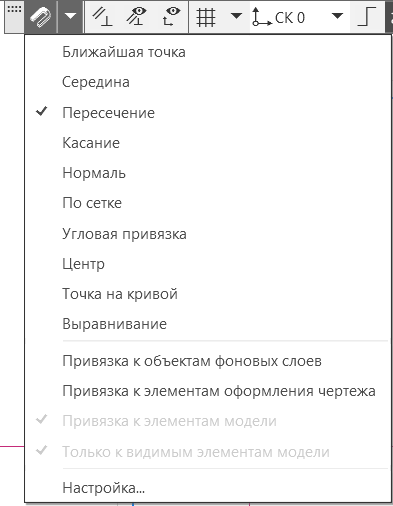 СК 0
Ближайшая точка
Середина
Пересечение
Касание
Нормаль
По сетке
Угловая привязка
Центр
Точка на кривой
Выравнивание
Привязка к объектам фоновых слоев
Привязка к элементам оформления чертежа
Привязка к элементам модели
Только к видимым элементам модели
Настройка...